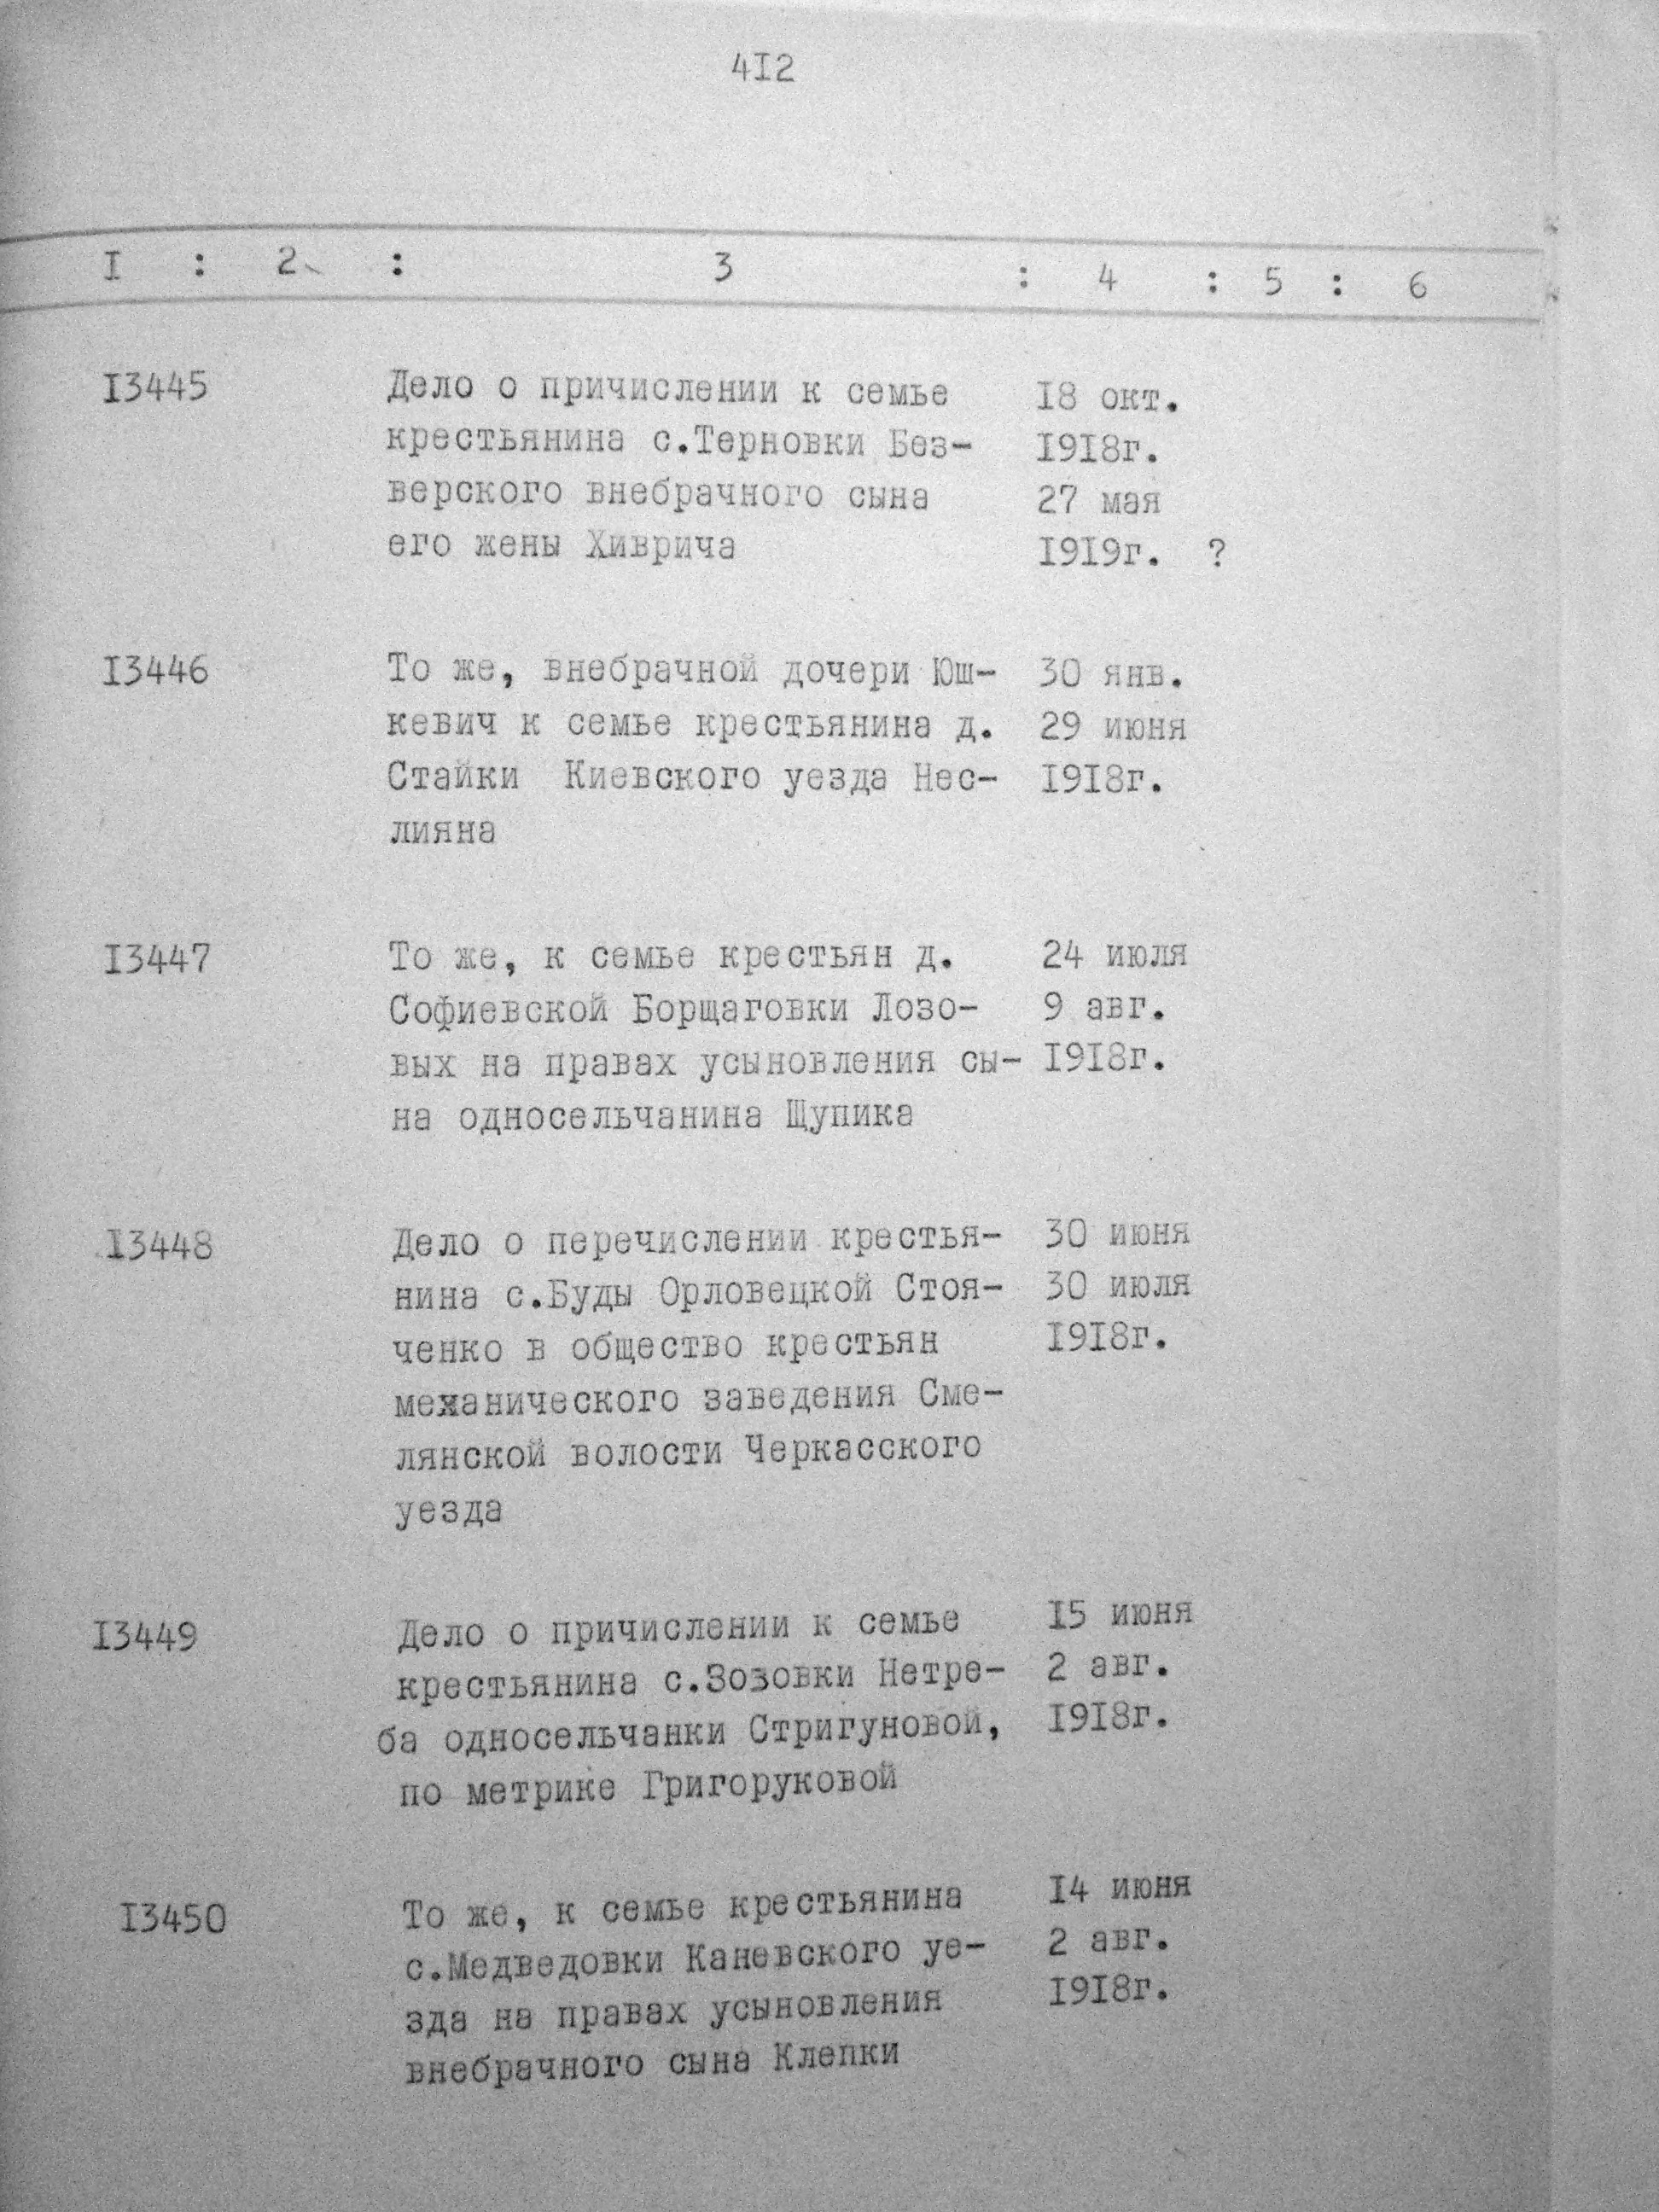 412
I : 2 : 3 : 4 : 5 : 6
I3445 Дело о причислении к семье I8 окт.
крестьянина с.Терновки Без- I9I8г.
верского внебрачного сына 27 мая
его жены Хиврича I9I9г. ?
I3446 То же, внебрачной дочери Юш- 30 янв.
кевич к семье крестьянина д. 29 июня
Стайки Киевского уезда Нес- I9I8г.
лияна
I3447 То же, к семье крестьян д. 24 июля
Софиевской Борщаговки Лозо- 9 авг.
вых на правах усыновления сы- I9I8г.
на односельчанина Щупика
I3448 Дело о перечислении крестья- 30 июня
нина с.Буды Орловецкой Стоя- 30 июля
ченко в общество крестьян I9I8г.
механического заведения Сме-
лянской волости Черкасского
уезда
I3449 Дело о причислении к семье I5 июня
крестьянина с.Зозовки Нетре- 2 авг.
ба односельчанки Стригуновой, I9I8г.
по метрике Григоруковой
I3450 То же, к семье крестьянина I4 июня
с.Медведовки Каневского уе- 2 авг.
зда на правах усыновления I9I8г.
внебрачного сына Клепки